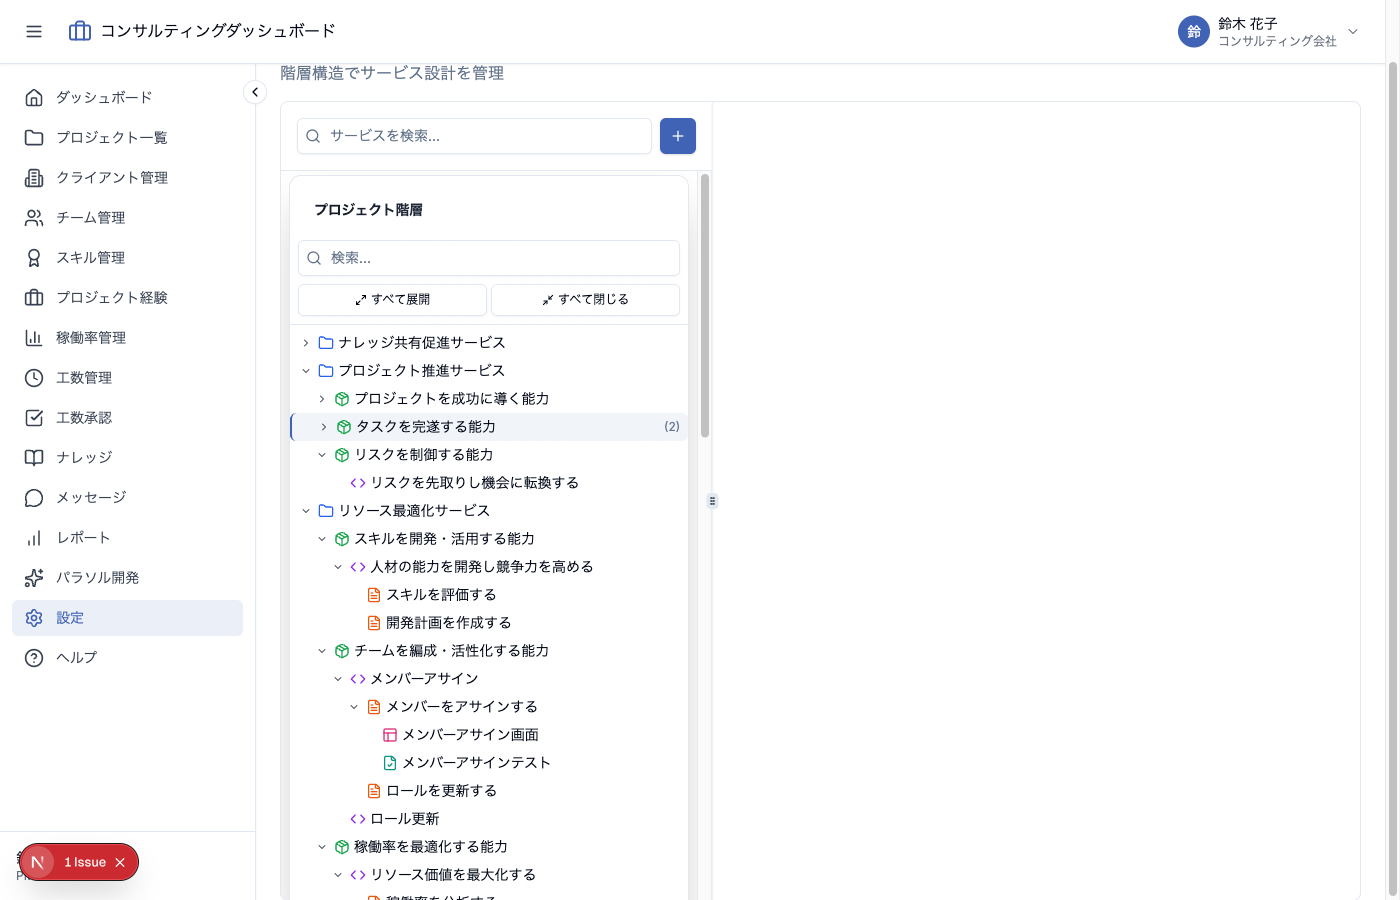 コンサルティングダッシュボード
鈴
鈴木 花子
コンサルティング会社
ダッシュボード
プロジェクト一覧
クライアント管理
チーム管理
スキル管理
プロジェクト経験
稼働率管理
工数管理
工数承認
ナレッジ
メッセージ
レポート
パラソル開発
設定
ヘルプ
N
1 Issue
階層構造でサービス設計を管理
サービスを検索...
プロジェクト階層
検索...
すべて展開
すべて閉じる
ナレッジ共有促進サービス
プロジェクト推進サービス
プロジェクトを成功に導く能力
タスクを完遂する能力 (2)
リスクを制御する能力
リスクを先取りし機会に転換する
リソース最適化サービス
スキルを開発・活用する能力
人材の能力を開発し競争力を高める
スキルを評価する
開発計画を作成する
チームを編成・活性化する能力
メンバーアサイン
メンバーをアサインする
メンバーアサイン画面
メンバーアサインテスト
ロールを更新する
ロール更新
稼働率を最適化する能力
リソース価値を最大化する
稼働率を分析する